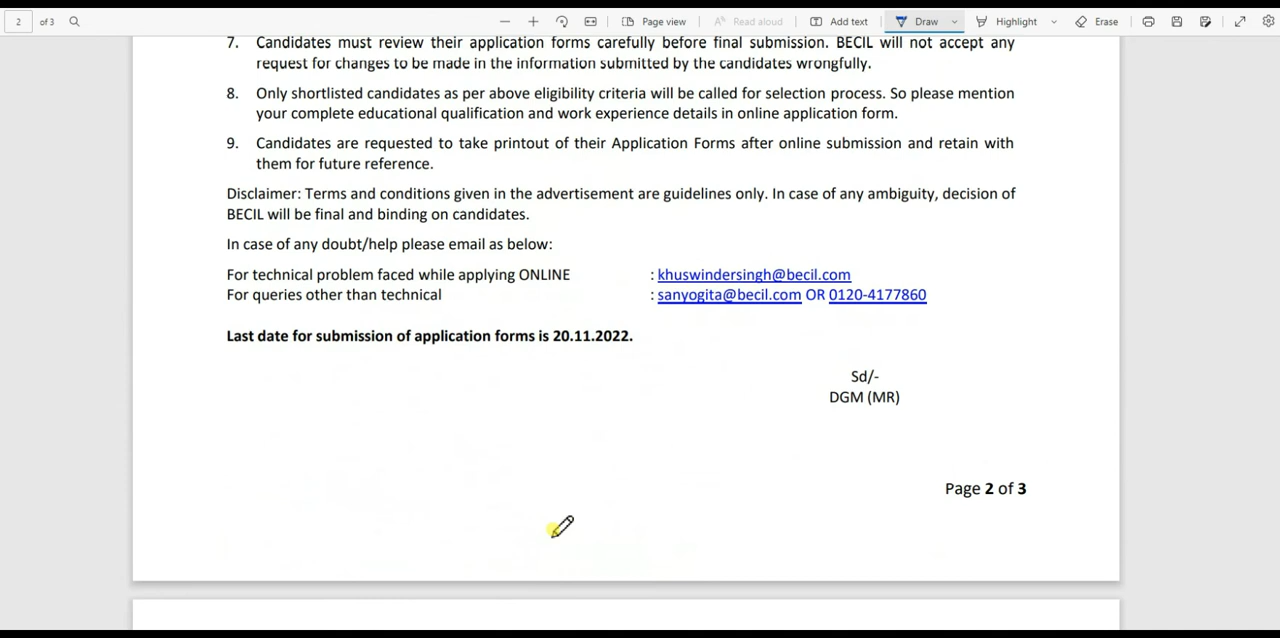 2 of 3 Page view Read aloud Add text Draw Highlight Erase
7. Candidates must review their application forms carefully before final submission. BECIL will not accept any
request for changes to be made in the information submitted by the candidates wrongfully.
8. Only shortlisted candidates as per above eligibility criteria will be called for selection process. So please mention
your complete educational qualification and work experience details in online application form.
9. Candidates are requested to take printout of their Application Forms after online submission and retain with
them for future reference.
Disclaimer: Terms and conditions given in the advertisement are guidelines only. In case of any ambiguity, decision of
BECIL will be final and binding on candidates.
In case of any doubt/help please email as below:
For technical problem faced while applying ONLINE : khuswindersingh@becil.com
For queries other than technical : sanyogita@becil.com OR 0120-4177860
Last date for submission of application forms is 20.11.2022.
Sd/-
DGM (MR)
Page 2 of 3